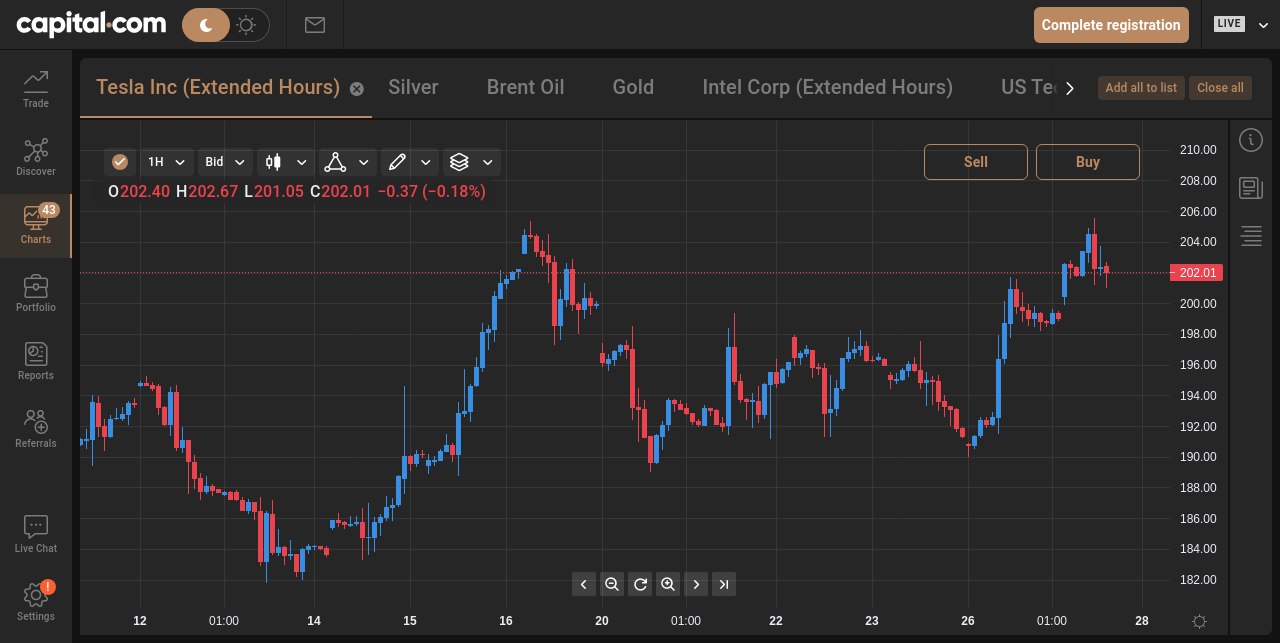 capital.com
Complete registration
LIVE
Trade
Discover
43
Charts
Portfolio
Reports
Referrals
Live Chat
!
Settings
Tesla Inc (Extended Hours)
Silver
Brent Oil
Gold
Intel Corp (Extended Hours)
US Te
Add all to list
Close all
1H
Bid
Sell
Buy
O202.40 H202.67 L201.05 C202.01 −0.37 (−0.18%)
210.00
208.00
206.00
204.00
202.01
200.00
198.00
196.00
194.00
192.00
190.00
188.00
186.00
184.00
182.00
12 01:00 14 15 16 20 01:00 22 23 26 01:00 28